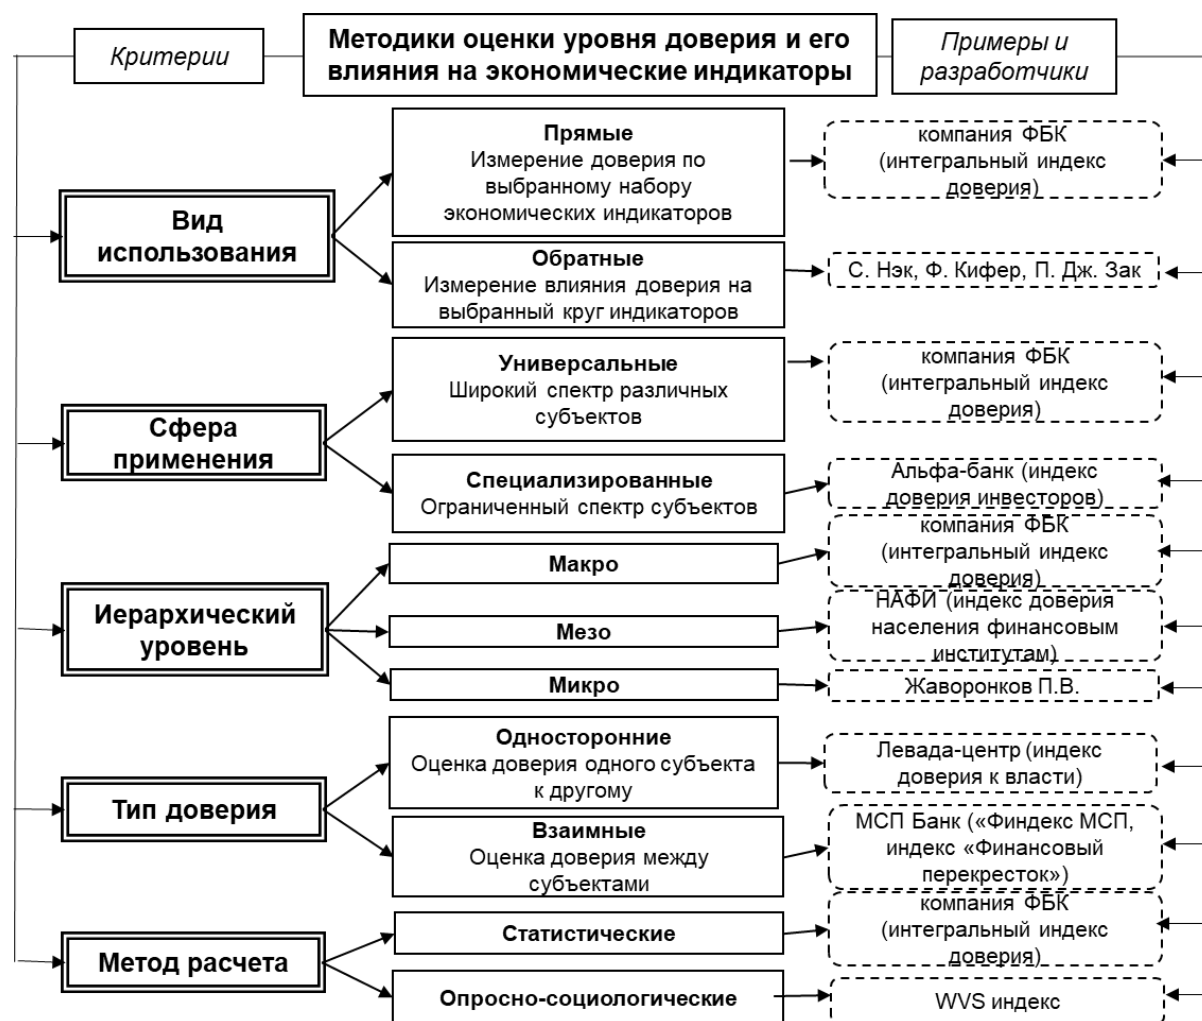 Критерии
Методики оценки уровня доверия и его
влияния на экономические индикаторы
Примеры и
разработчики
Вид
использования
Прямые
Измерение доверия по
выбранному набору
экономических индикаторов
компания ФБК
(интегральный индекс
доверия)
Обратные
Измерение влияния доверия на
выбранный круг индикаторов
С. Нэк, Ф. Кифер, П. Дж. Зак
Сфера
применения
Универсальные
Широкий спектр различных
субъектов
компания ФБК
(интегральный индекс
доверия)
Специализированные
Ограниченный спектр субъектов
Альфа-банк (индекс
доверия инвесторов)
Иерархический
уровень
Макро
компания ФБК
(интегральный индекс
доверия)
Мезо
НАФИ (индекс доверия
населения финансовым
институтам)
Микро
Жаворонков П.В.
Тип доверия
Односторонние
Оценка доверия одного субъекта
к другому
Левада-центр (индекс
доверия к власти)
Взаимные
Оценка доверия между
субъектами
МСП Банк («Финдекс МСП,
индекс «Финансовый
перекресток»)
Метод расчета
Статистические
компания ФБК
(интегральный индекс
доверия)
Опросно-социологические
WVS индекс